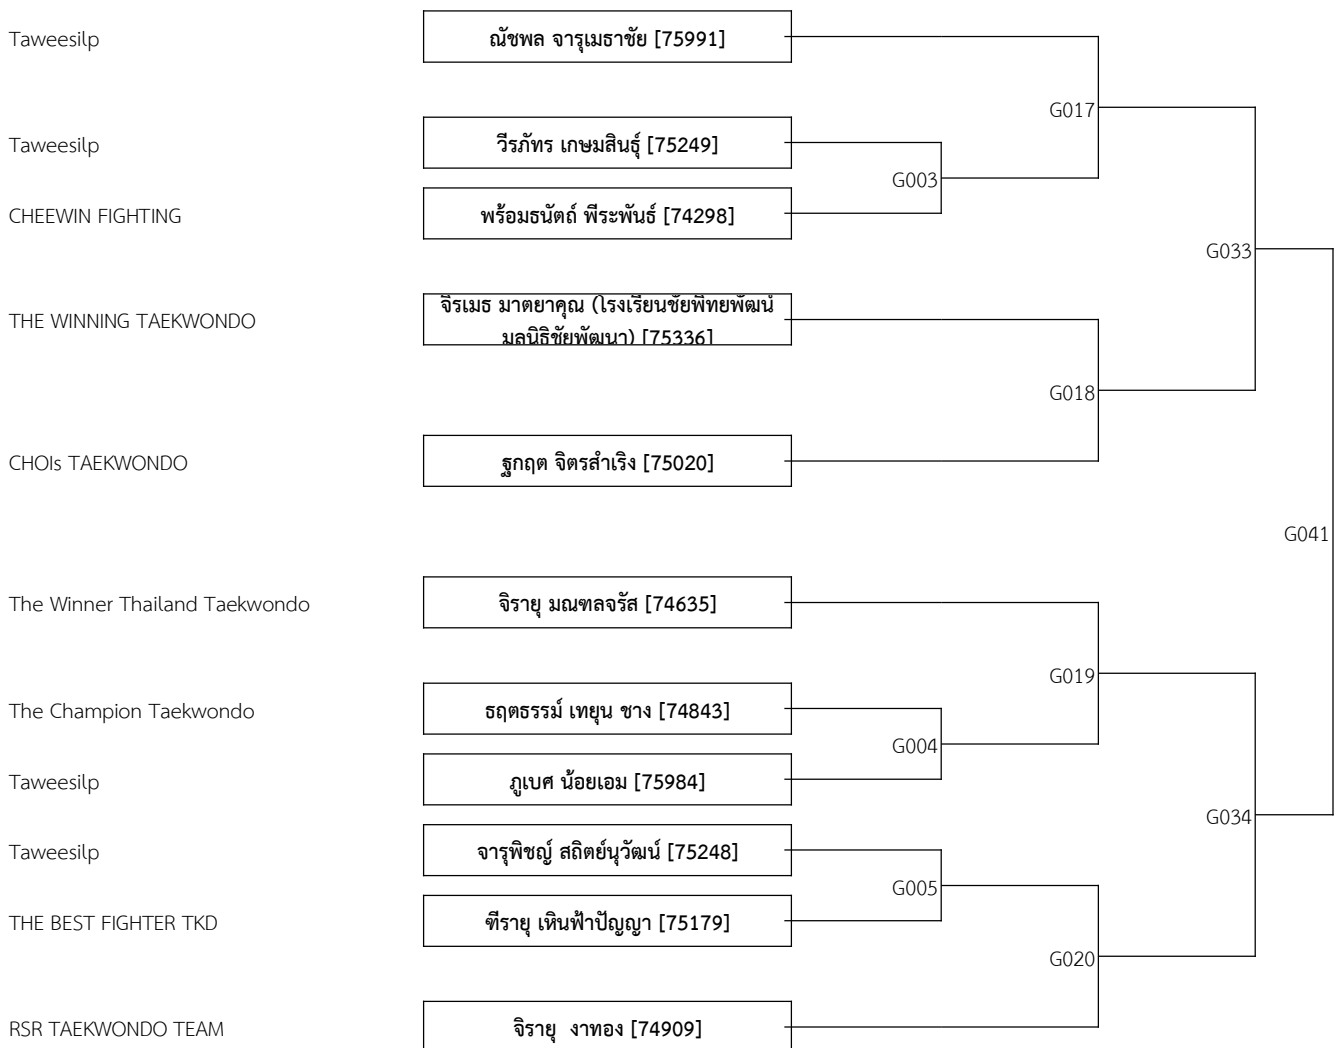 Taweesilp
ณัชพล จารุเมธาชัย [75991]
G017
Taweesilp
วีรภัทร เกษมสินธุ์ [75249]
G003
CHEEWIN FIGHTING
พร้อมธนัตถ์ พีระพันธ์ [74298]
G033
THE WINNING TAEKWONDO
จิรเมธ มาตยาคุณ (โรงเรียนชัยพิทยพัฒน์
มูลนิธิชัยพัฒนา) [75336]
G018
CHOIs TAEKWONDO
ฐกฤต จิตรสำเริง [75020]
G041
The Winner Thailand Taekwondo
จิรายุ มณฑลจรัส [74635]
G019
The Champion Taekwondo
ธฤตธรรม์ เทยุน ชาง [74843]
G004
Taweesilp
ภูเบศ น้อยเอม [75984]
G034
Taweesilp
จารุพิชญ์ สถิตย์นุวัฒน์ [75248]
G005
THE BEST FIGHTER TKD
ฑีรายุ เหินฟ้าปัญญา [75179]
G020
RSR TAEKWONDO TEAM
จิรายุ งาทอง [74909]